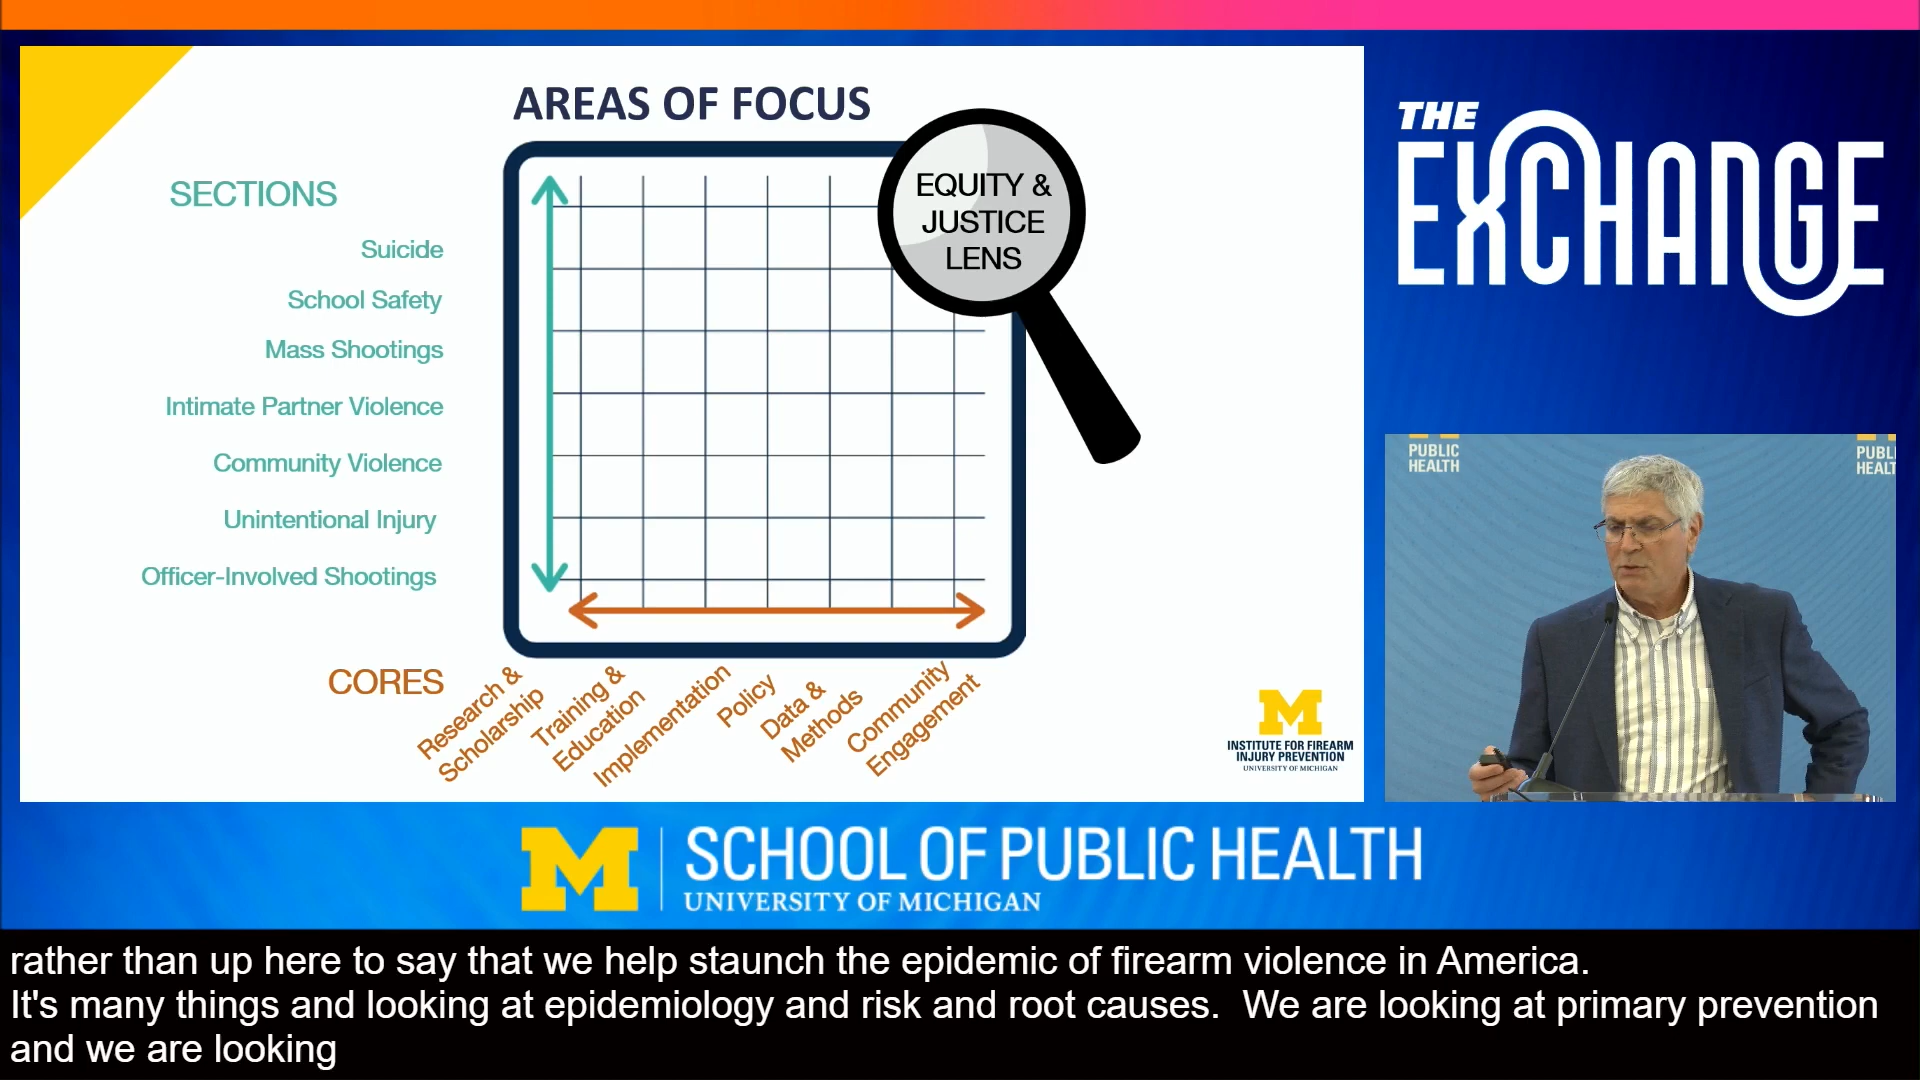 AREAS OF FOCUS
SECTIONS
Suicide
School Safety
Mass Shootings
Intimate Partner Violence
Community Violence
Unintentional Injury
Officer-Involved Shootings
EQUITY &
JUSTICE
LENS
CORES
Research &
Scholarship
Training &
Education
Implementation
Policy
Data &
Methods
Community
Engagement
M
INSTITUTE FOR FIREARM
INJURY PREVENTION
UNIVERSITY OF MICHIGAN
THE
EXCHANGE
PUBLIC
HEALTH
PUBL
HEALT
M
SCHOOL OF PUBLIC HEALTH
UNIVERSITY OF MICHIGAN
rather than up here to say that we help staunch the epidemic of firearm violence in America.
It's many things and looking at epidemiology and risk and root causes.  We are looking at primary prevention
and we are looking